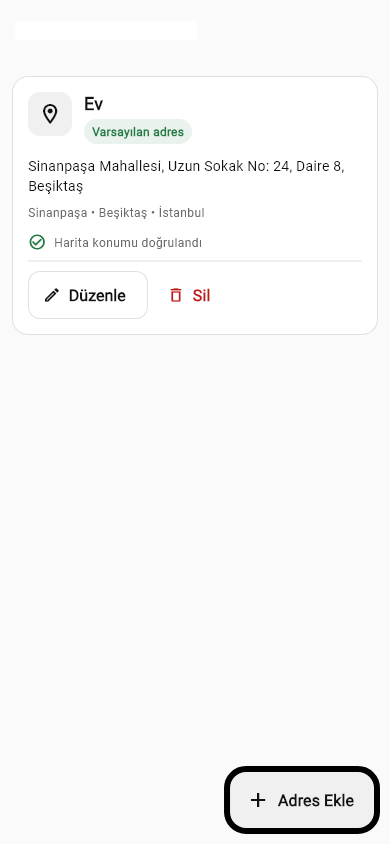 Ev
Varsayılan adres
Sinanpaşa Mahallesi, Uzun Sokak No: 24, Daire 8,
Beşiktaş
Sinanpaşa • Beşiktaş • İstanbul
Harita konumu doğrulandı
Düzenle
Sil
Adres Ekle